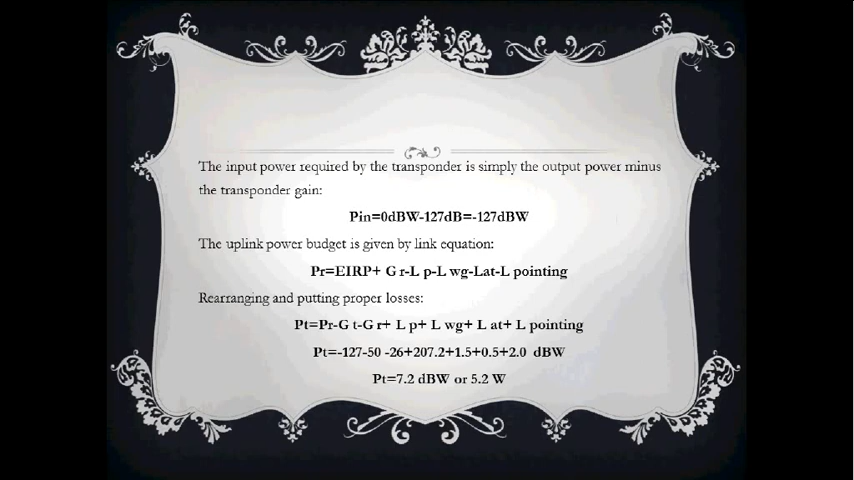 The input power required by the transponder is simply the output power minus
the transponder gain:
Pin=0dBW-127dB=-127dBW
The uplink power budget is given by link equation:
Pr=EIRP+ G r-L p-L wg-Lat-L pointing
Rearranging and putting proper losses:
Pt=Pr-G t-G r+ L p+ L wg+ L at+ L pointing
Pt=-127-50 -26+207.2+1.5+0.5+2.0 dBW
Pt=7.2 dBW or 5.2 W